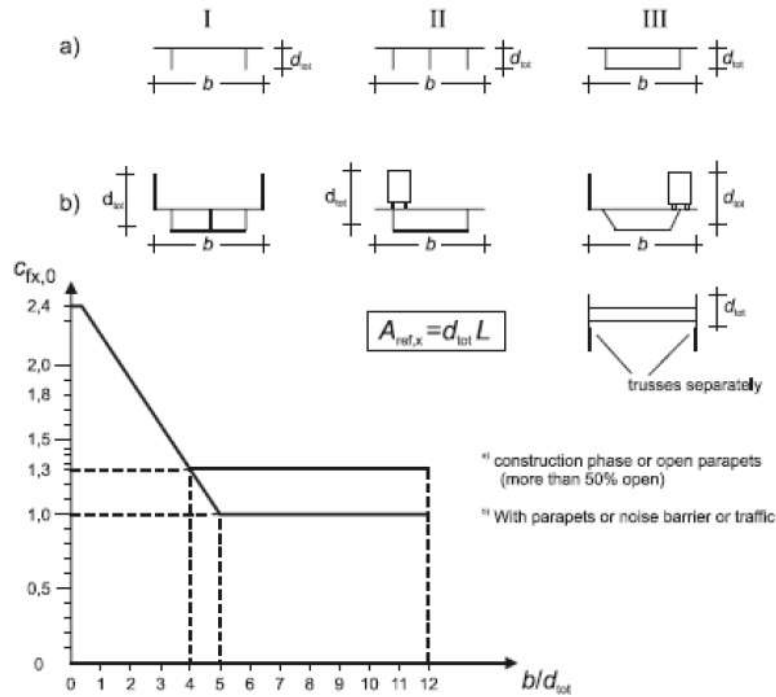 I II III
a) d_tot d_tot d_tot
b b b
b) d_tot d_tot d_tot
b b b
c_fx,0
2,4
A_ref,x = d_tot L
d_tot
2,0
trusses separately
1,8
1,5
*) construction phase or open parapets
(more than 50% open)
1,3
1,0
*) With parapets or noise barrier or traffic
0,5
0
0 1 2 3 4 5 6 7 8 9 10 11 12
b/d_tot